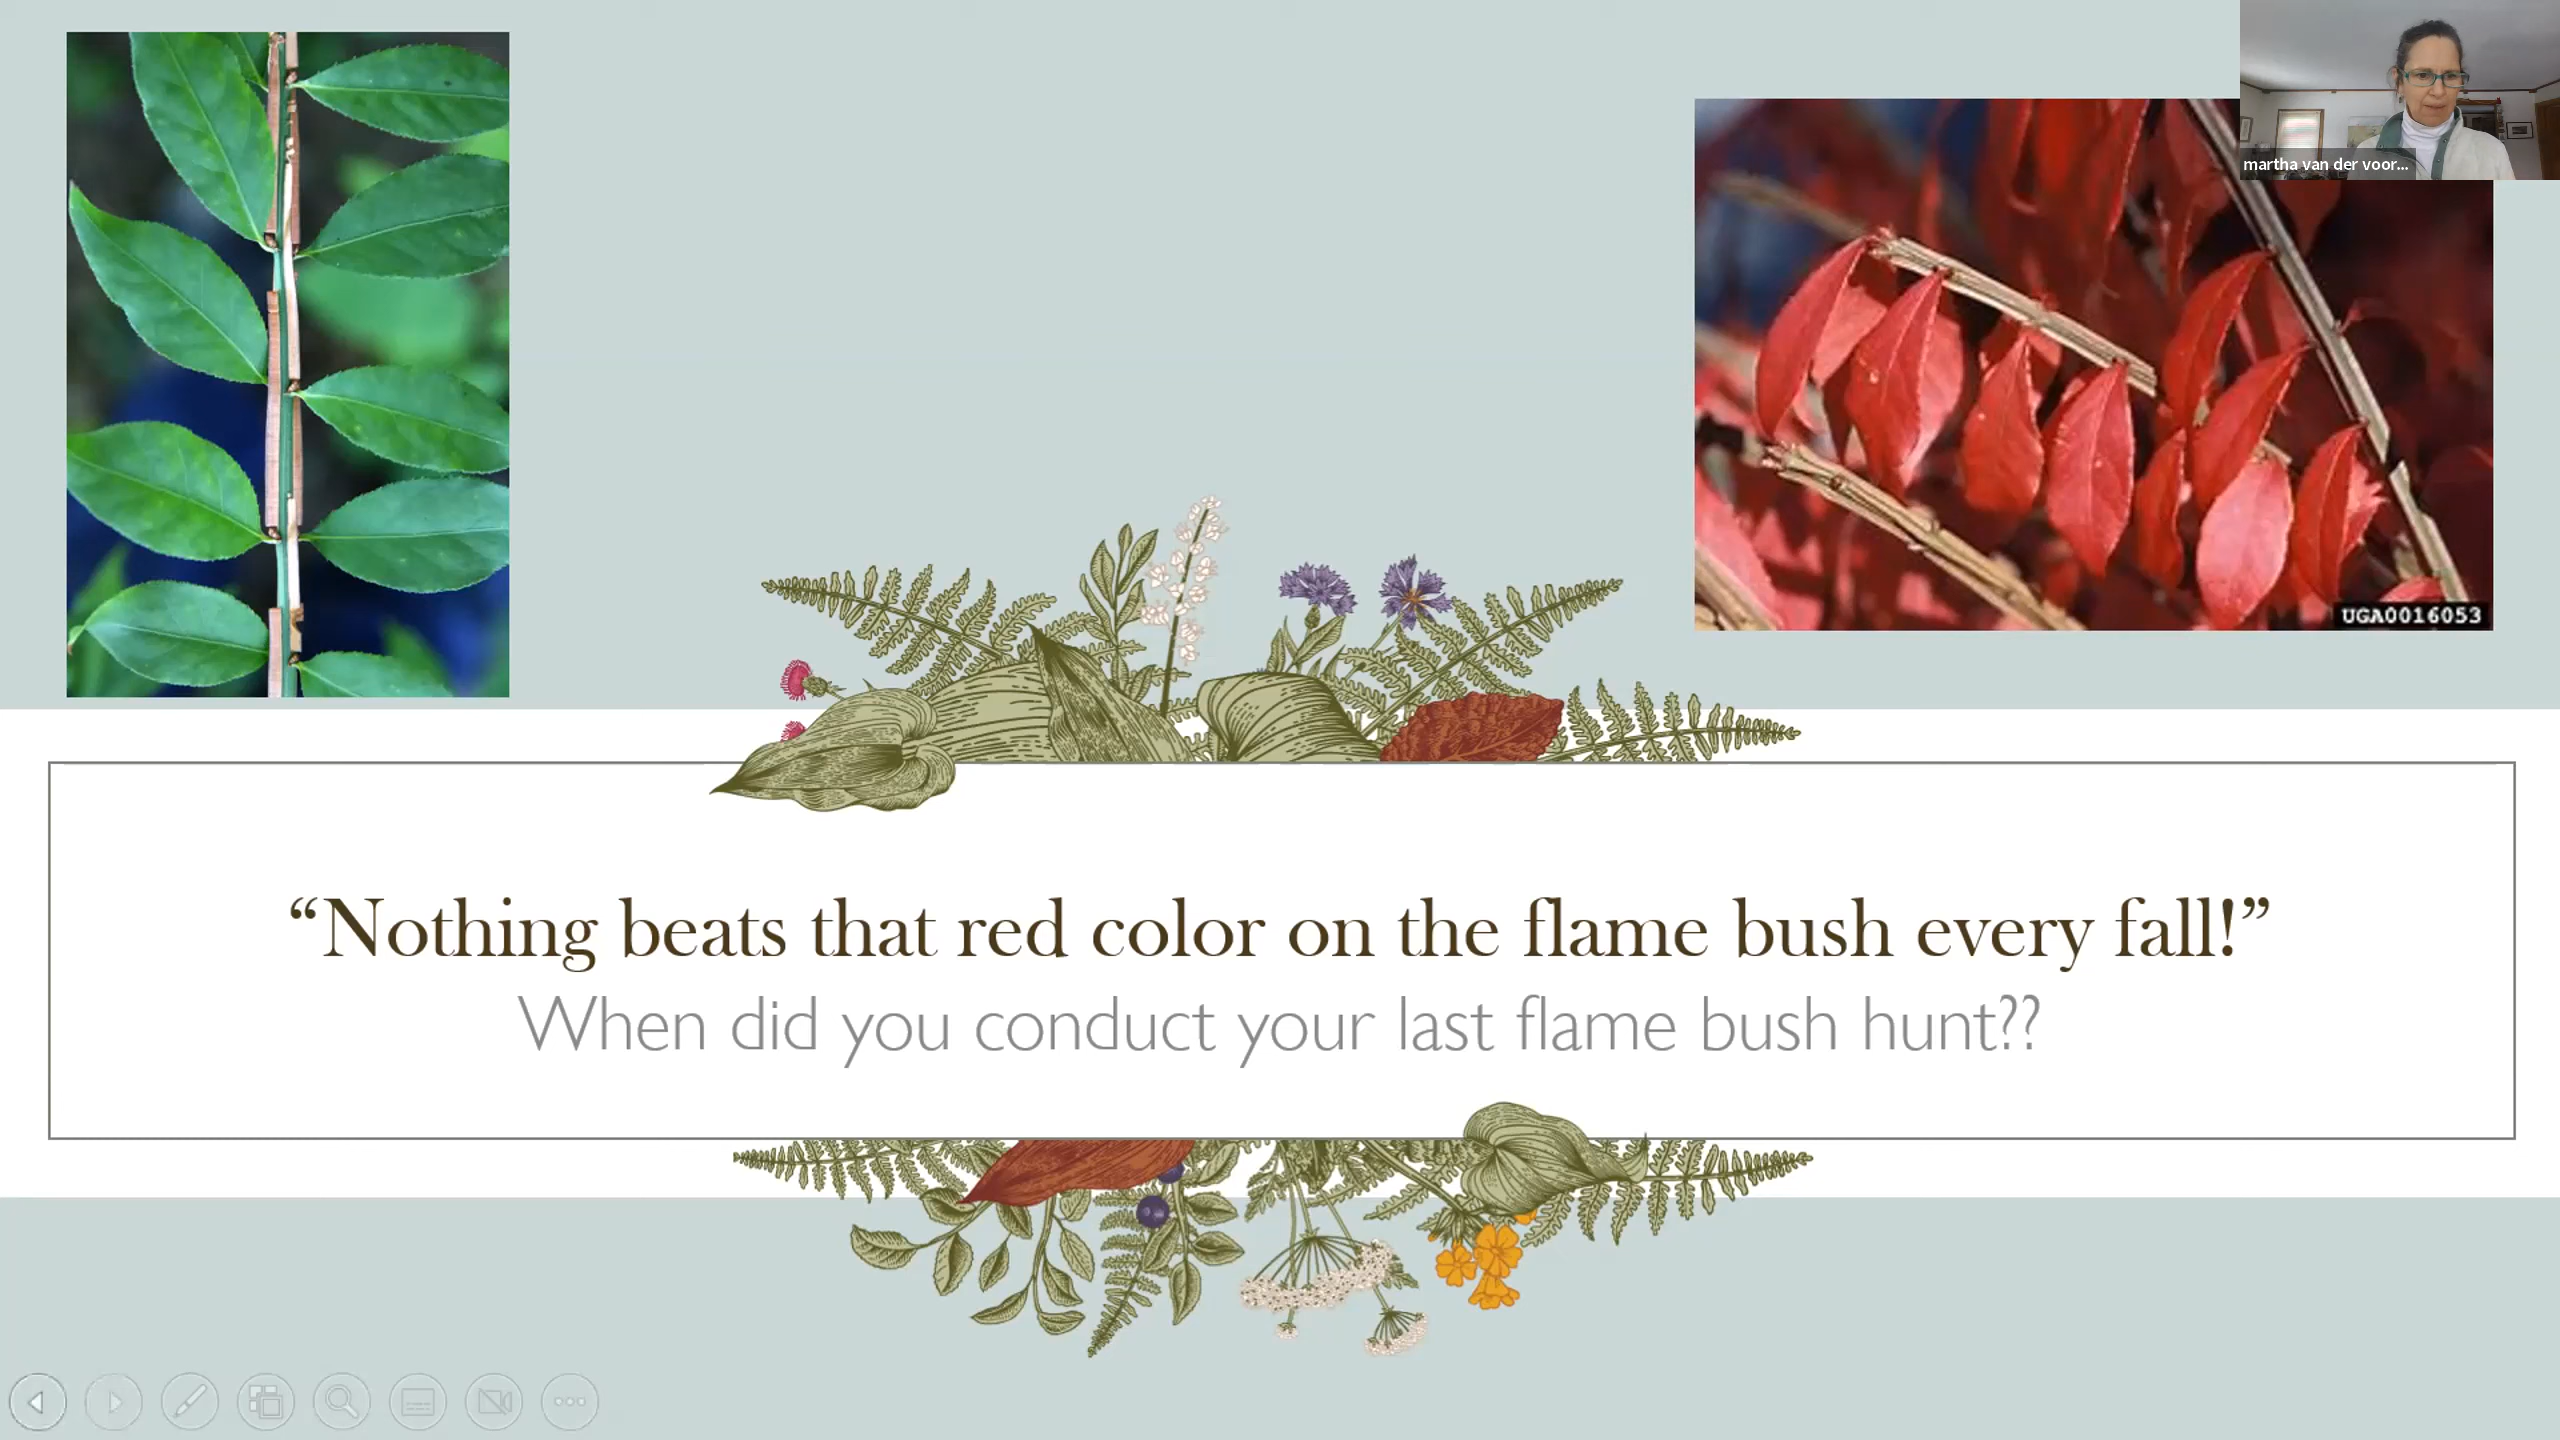 martha van der voor...
UGA0016053
“Nothing beats that red color on the flame bush every fall!”
When did you conduct your last flame bush hunt??